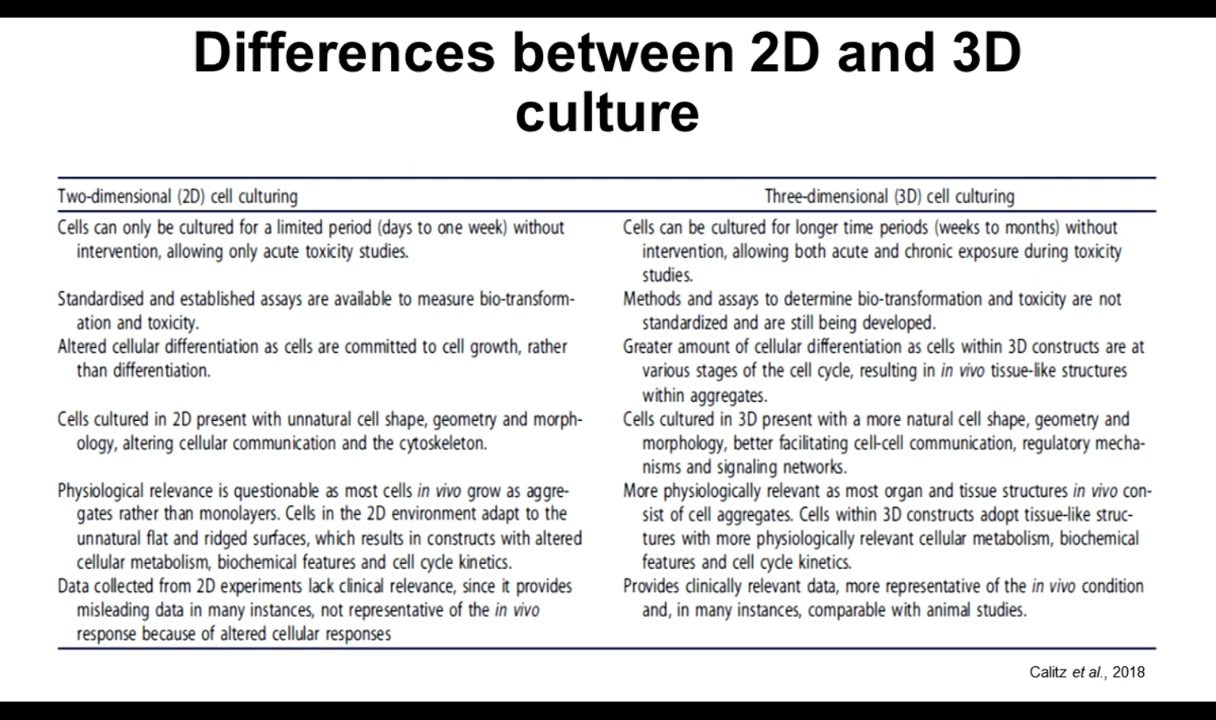 Differences between 2D and 3D
culture
Two-dimensional (2D) cell culturing
Three-dimensional (3D) cell culturing
Cells can only be cultured for a limited period (days to one week) without
intervention, allowing only acute toxicity studies.
Cells can be cultured for longer time periods (weeks to months) without
intervention, allowing both acute and chronic exposure during toxicity
studies.
Standardised and established assays are available to measure bio-transform-
ation and toxicity.
Methods and assays to determine bio-transformation and toxicity are not
standardized and are still being developed.
Altered cellular differentiation as cells are committed to cell growth, rather
than differentiation.
Greater amount of cellular differentiation as cells within 3D constructs are at
various stages of the cell cycle, resulting in in vivo tissue-like structures
within aggregates.
Cells cultured in 2D present with unnatural cell shape, geometry and morph-
ology, altering cellular communication and the cytoskeleton.
Cells cultured in 3D present with a more natural cell shape, geometry and
morphology, better facilitating cell-cell communication, regulatory mecha-
nisms and signaling networks.
Physiological relevance is questionable as most cells in vivo grow as aggre-
gates rather than monolayers. Cells in the 2D environment adapt to the
unnatural flat and ridged surfaces, which results in constructs with altered
cellular metabolism, biochemical features and cell cycle kinetics.
More physiologically relevant as most organ and tissue structures in vivo con-
sist of cell aggregates. Cells within 3D constructs adopt tissue-like struc-
tures with more physiologically relevant cellular metabolism, biochemical
features and cell cycle kinetics.
Data collected from 2D experiments lack clinical relevance, since it provides
misleading data in many instances, not representative of the in vivo
response because of altered cellular responses
Provides clinically relevant data, more representative of the in vivo condition
and, in many instances, comparable with animal studies.
Calitz et al., 2018